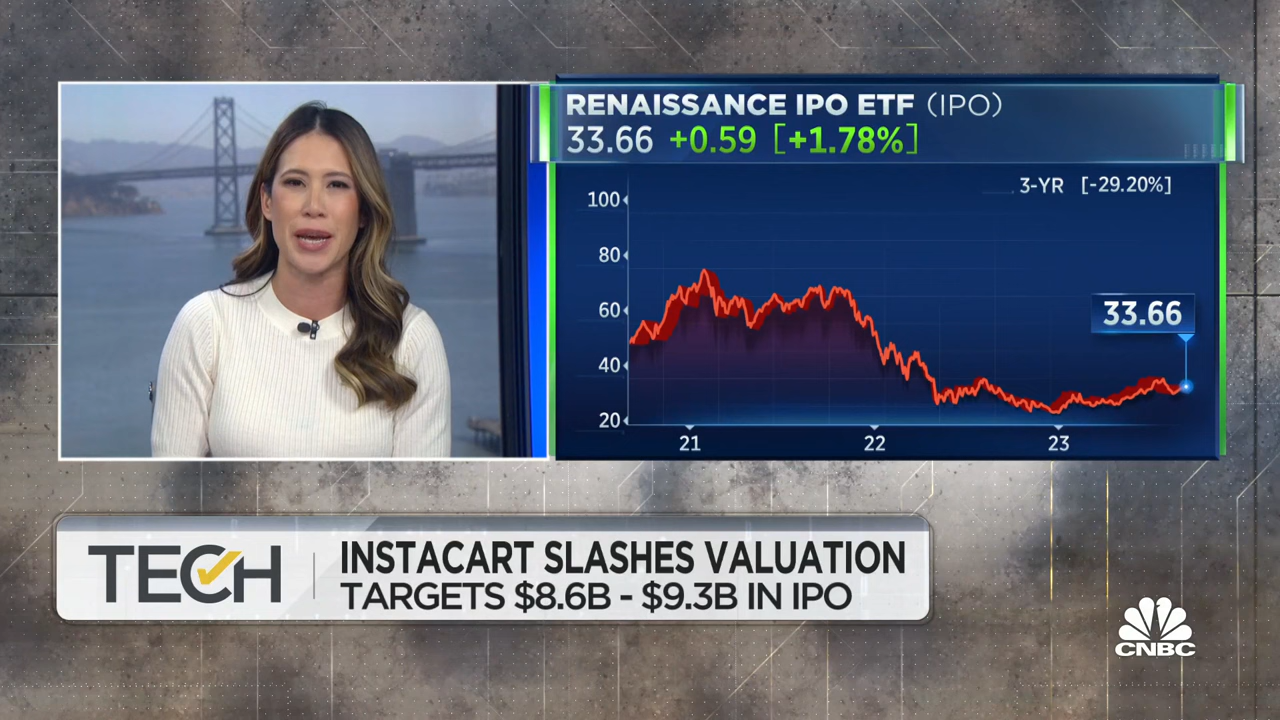 RENAISSANCE IPO ETF (IPO)
33.66 +0.59 [+1.78%]
3-YR [-29.20%]
100
80
60
40
20
33.66
21 22 23
TECH
INSTACART SLASHES VALUATION
TARGETS $8.6B - $9.3B IN IPO
CNBC